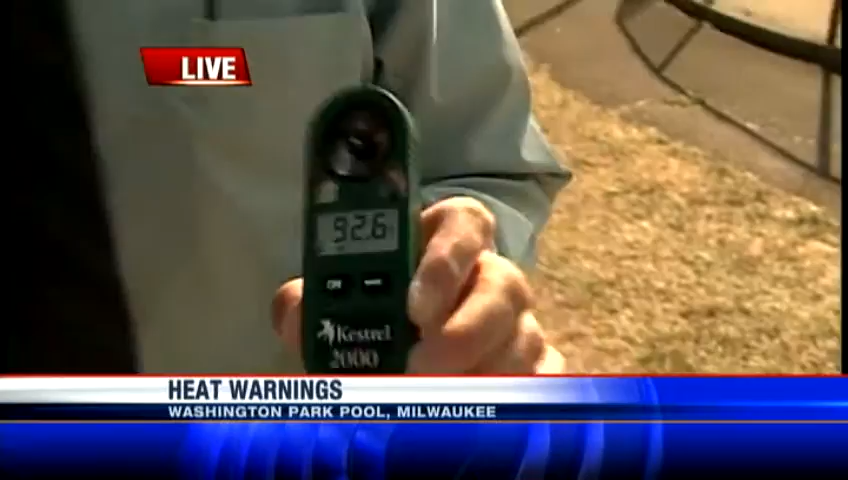 LIVE
92.6
ON
Kestrel
2000
HEAT WARNINGS
WASHINGTON PARK POOL, MILWAUKEE